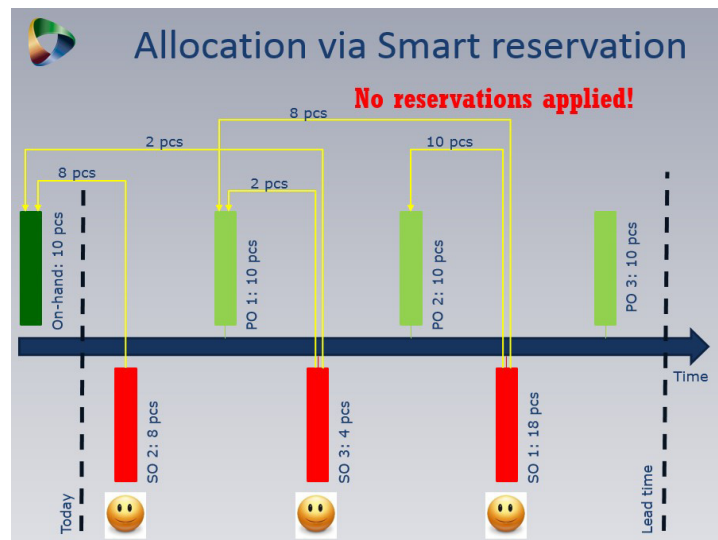 Allocation via Smart reservation
No reservations applied!
8 pcs
2 pcs
10 pcs
8 pcs
2 pcs
On-hand: 10 pcs
PO 1: 10 pcs
PO 2: 10 pcs
PO 3: 10 pcs
Time
SO 2: 8 pcs
SO 3: 4 pcs
SO 1: 18 pcs
Today
Lead time